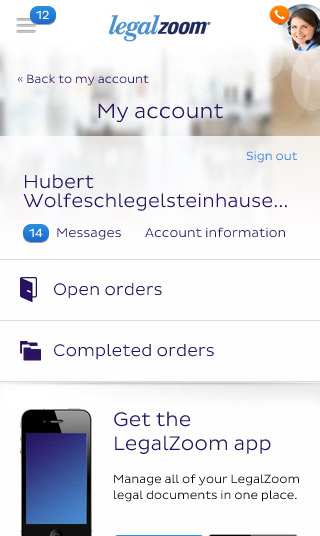 12
legalzoom
« Back to my account
My account
Sign out
Hubert
Wolfeschlegelsteinhause...
14 Messages Account information
Open orders
Completed orders
Get the
LegalZoom app
Manage all of your LegalZoom
legal documents in one place.